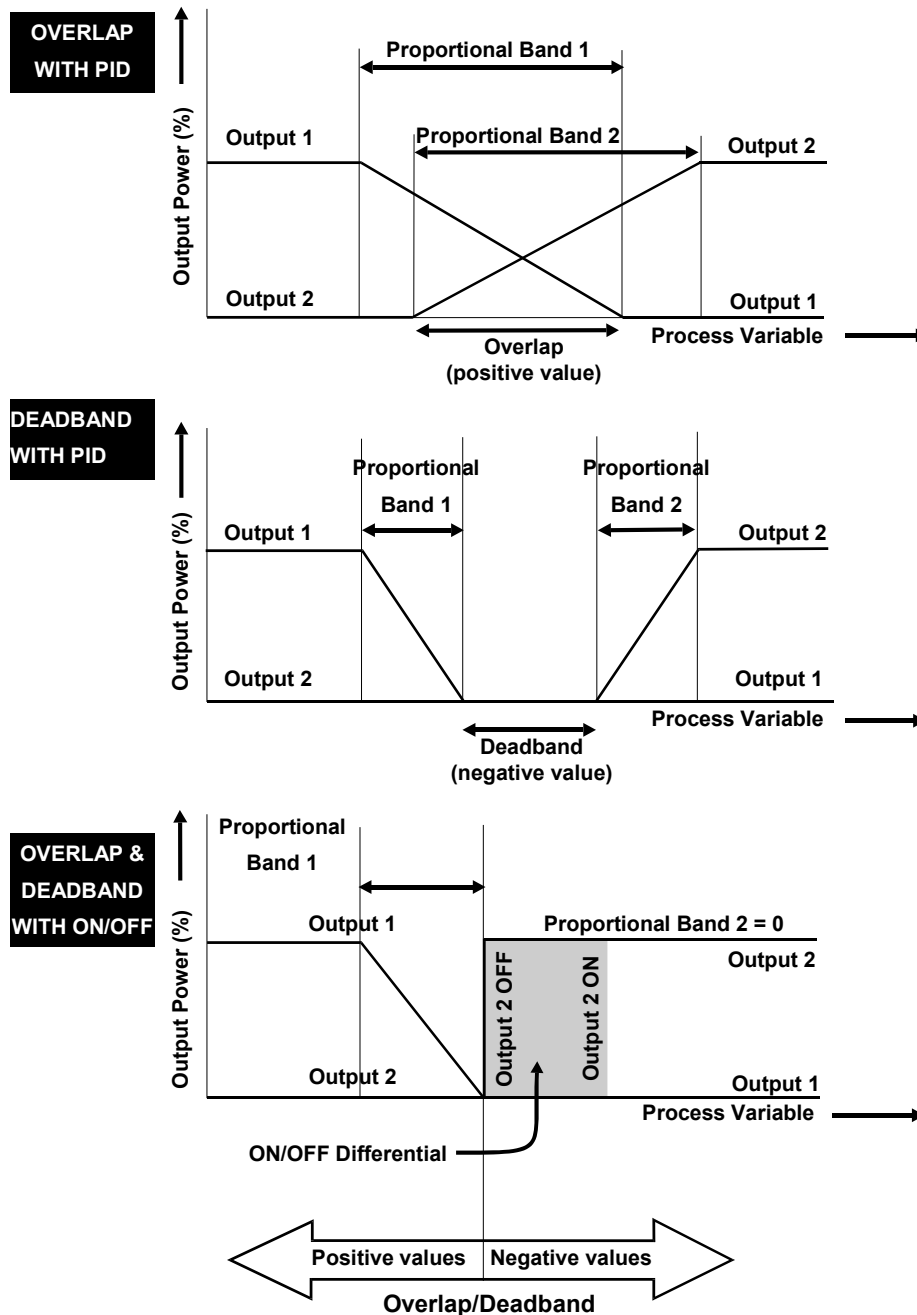 OVERLAP
WITH PID
Output Power (%)
Proportional Band 1
Output 1
Proportional Band 2
Output 2
Output 2
Output 1
Process Variable
Overlap
(positive value)
DEADBAND
WITH PID
Output Power (%)
Proportional
Band 1
Proportional
Band 2
Output 1
Output 2
Output 2
Output 1
Process Variable
Deadband
(negative value)
OVERLAP &
DEADBAND
WITH ON/OFF
Output Power (%)
Proportional
Band 1
Output 1
Proportional Band 2 = 0
Output 2
Output 2 OFF
Output 2 ON
Output 2
Output 1
Process Variable
ON/OFF Differential
Positive values
Negative values
Overlap/Deadband